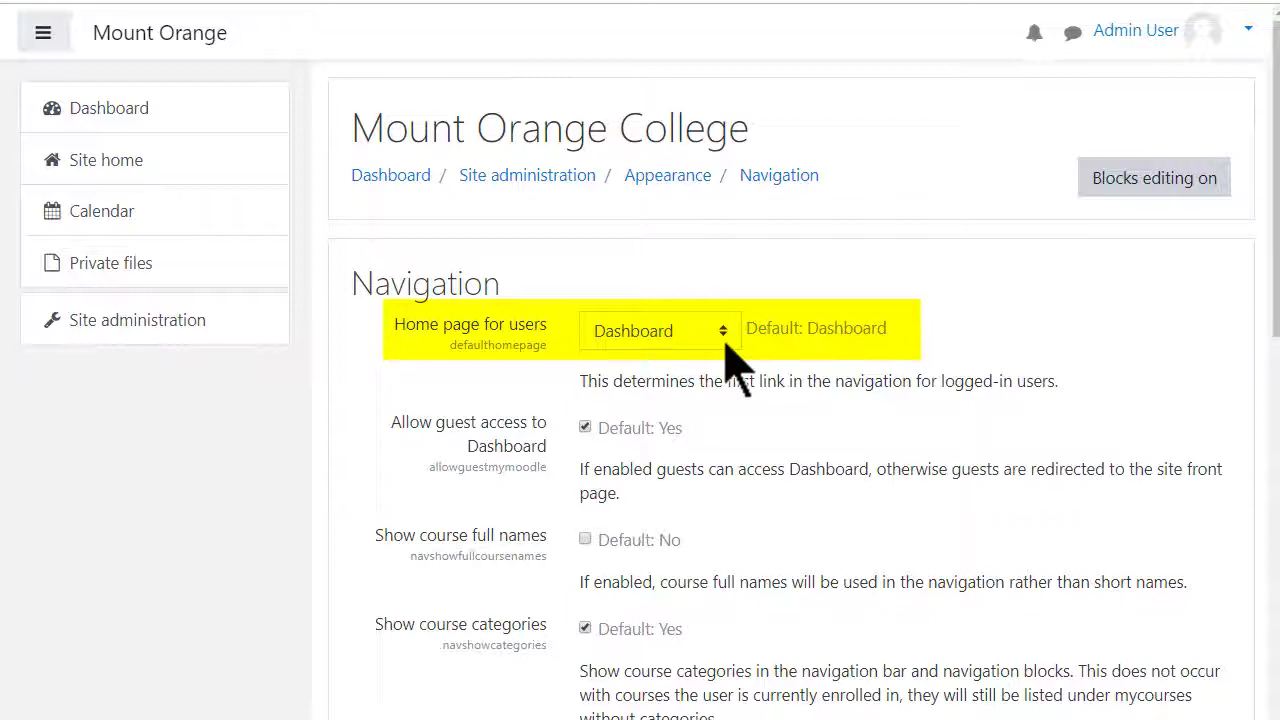 Mount Orange
Admin User
Dashboard
Site home
Calendar
Private files
Site administration
Mount Orange College
Dashboard / Site administration / Appearance / Navigation
Blocks editing on
Navigation
Home page for users
defaulthomepage
Dashboard
Default: Dashboard
This determines the first link in the navigation for logged-in users.
Allow guest access to
Dashboard
allowguestmymoodle
Default: Yes
If enabled guests can access Dashboard, otherwise guests are redirected to the site front
page.
Show course full names
navshowfullcoursenames
Default: No
If enabled, course full names will be used in the navigation rather than short names.
Show course categories
navshowcategories
Default: Yes
Show course categories in the navigation bar and navigation blocks. This does not occur
with courses the user is currently enrolled in, they will still be listed under mycourses
without categories.